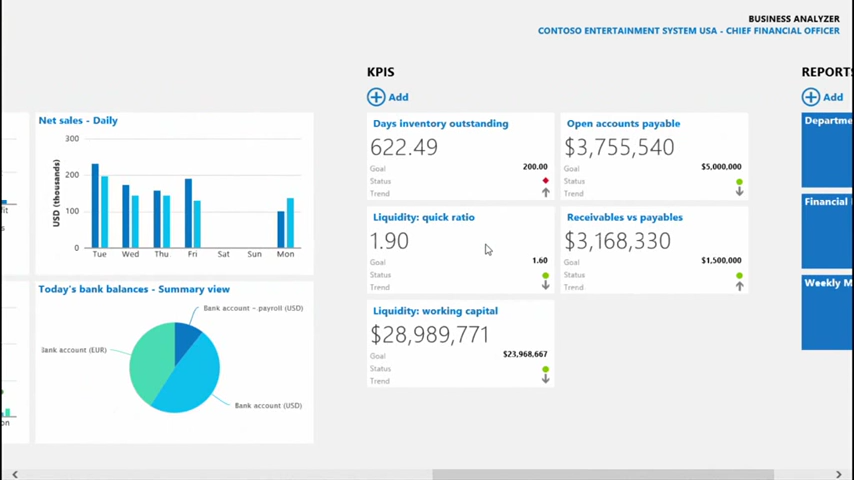 BUSINESS ANALYZER
CONTOSO ENTERTAINMENT SYSTEM USA - CHIEF FINANCIAL OFFICER
Net sales - Daily
300
200
100
0
USD (thousands)
Tue Wed Thu Fri Sat Sun Mon
Today's bank balances - Summary view
Bank account - payroll (USD)
Bank account (EUR)
Bank account (USD)
KPIS
Add
Days inventory outstanding
622.49
Goal 200.00
Status
Trend
Open accounts payable
$3,755,540
Goal $5,000,000
Status
Trend
Liquidity: quick ratio
1.90
Goal 1.60
Status
Trend
Receivables vs payables
$3,168,330
Goal $1,500,000
Status
Trend
Liquidity: working capital
$28,989,771
Goal $23,968,667
Status
Trend
REPORT
Add
Departme
Financial
Weekly M